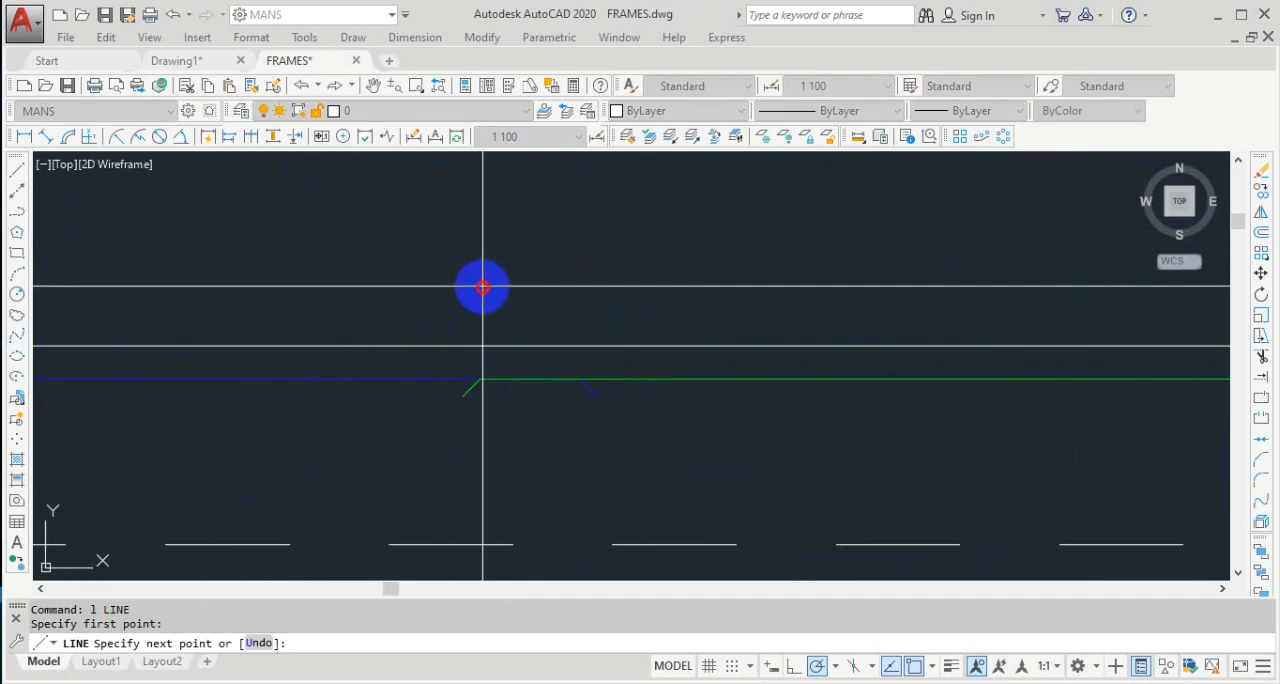 MANS Autodesk AutoCAD 2020 FRAMES.dwg Type a keyword or phrase Sign In
File Edit View Insert Format Tools Draw Dimension Modify Parametric Window Help Express
Start Drawing1* FRAMES*
Standard 1 100 Standard Standard
MANS 0 ByLayer ByLayer ByLayer ByColor
1 100
[−][Top][2D Wireframe]
N
W TOP E
S
WCS
Y
X
Command: l LINE
Specify first point:
LINE Specify next point or [Undo]:
Model Layout1 Layout2 + MODEL 1:1